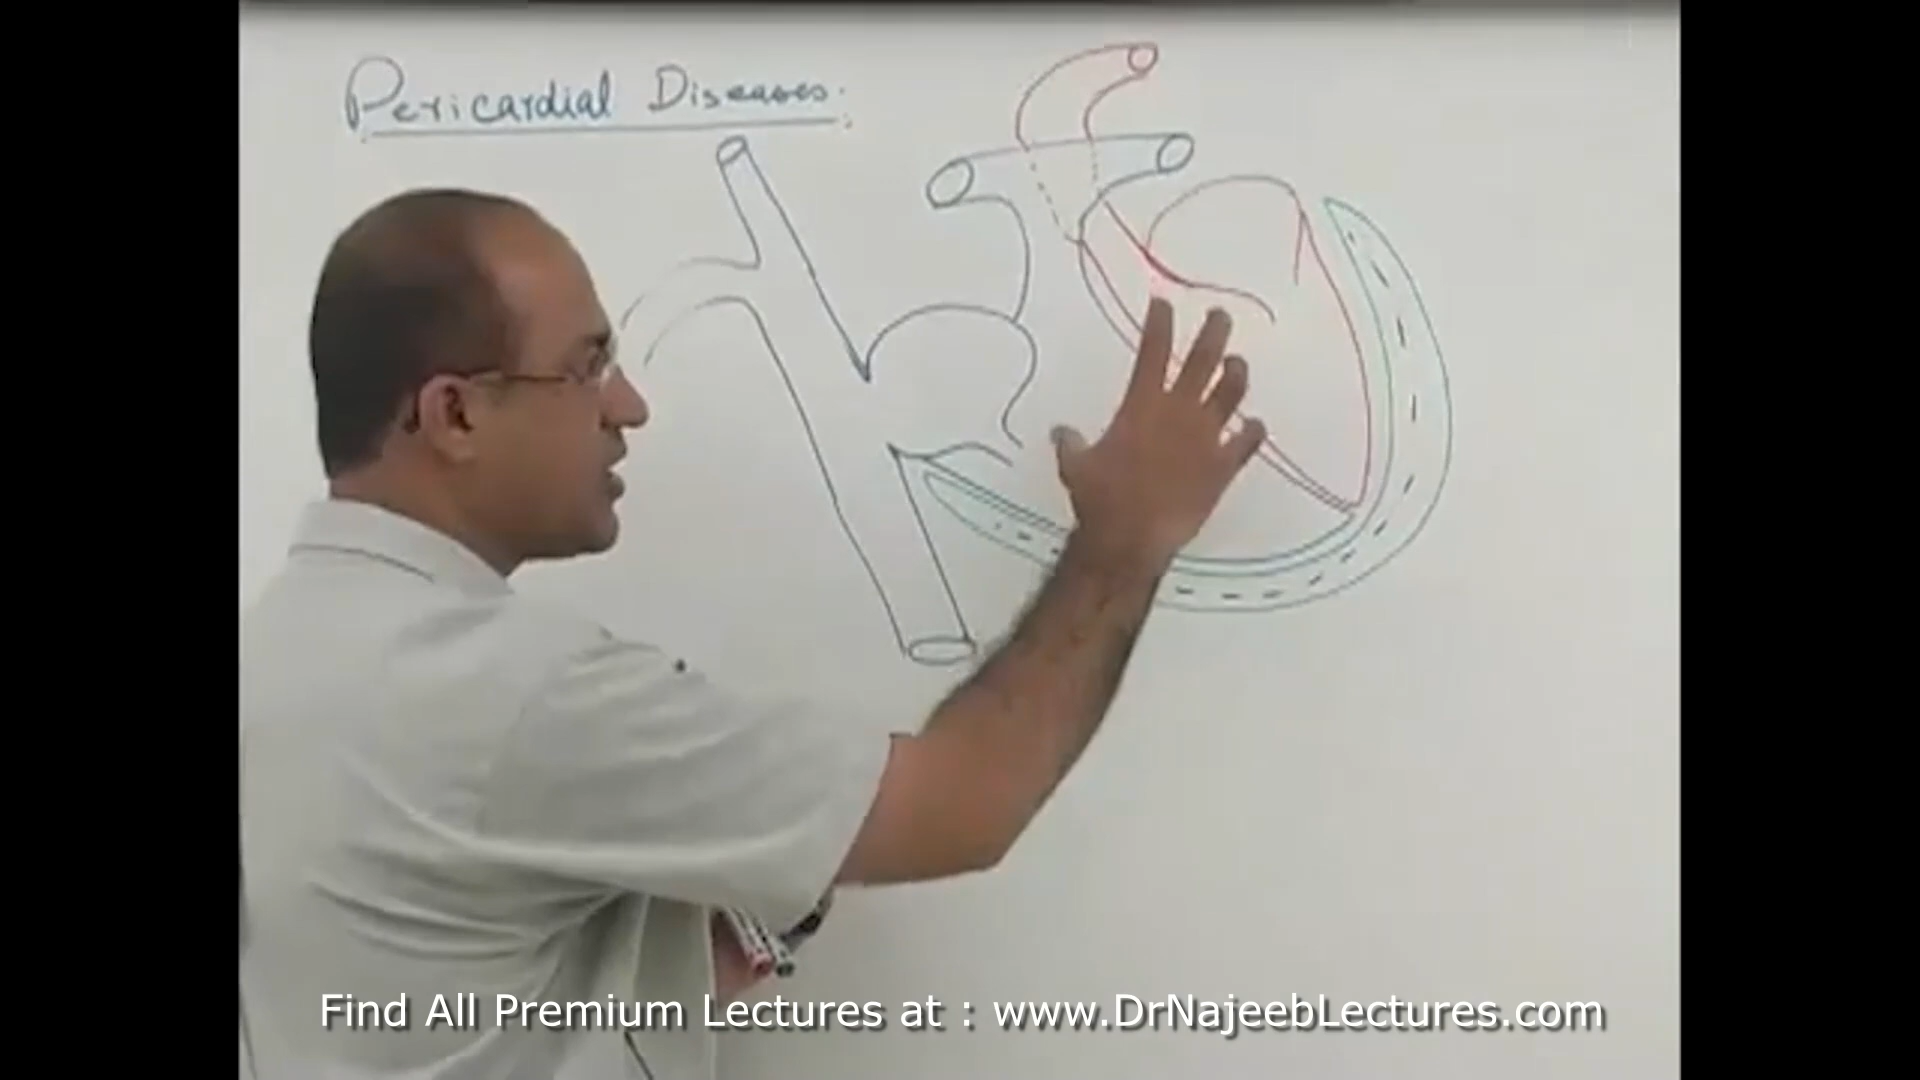 Pericardial Diseases.
Find All Premium Lectures at : www.DrNajeebLectures.com